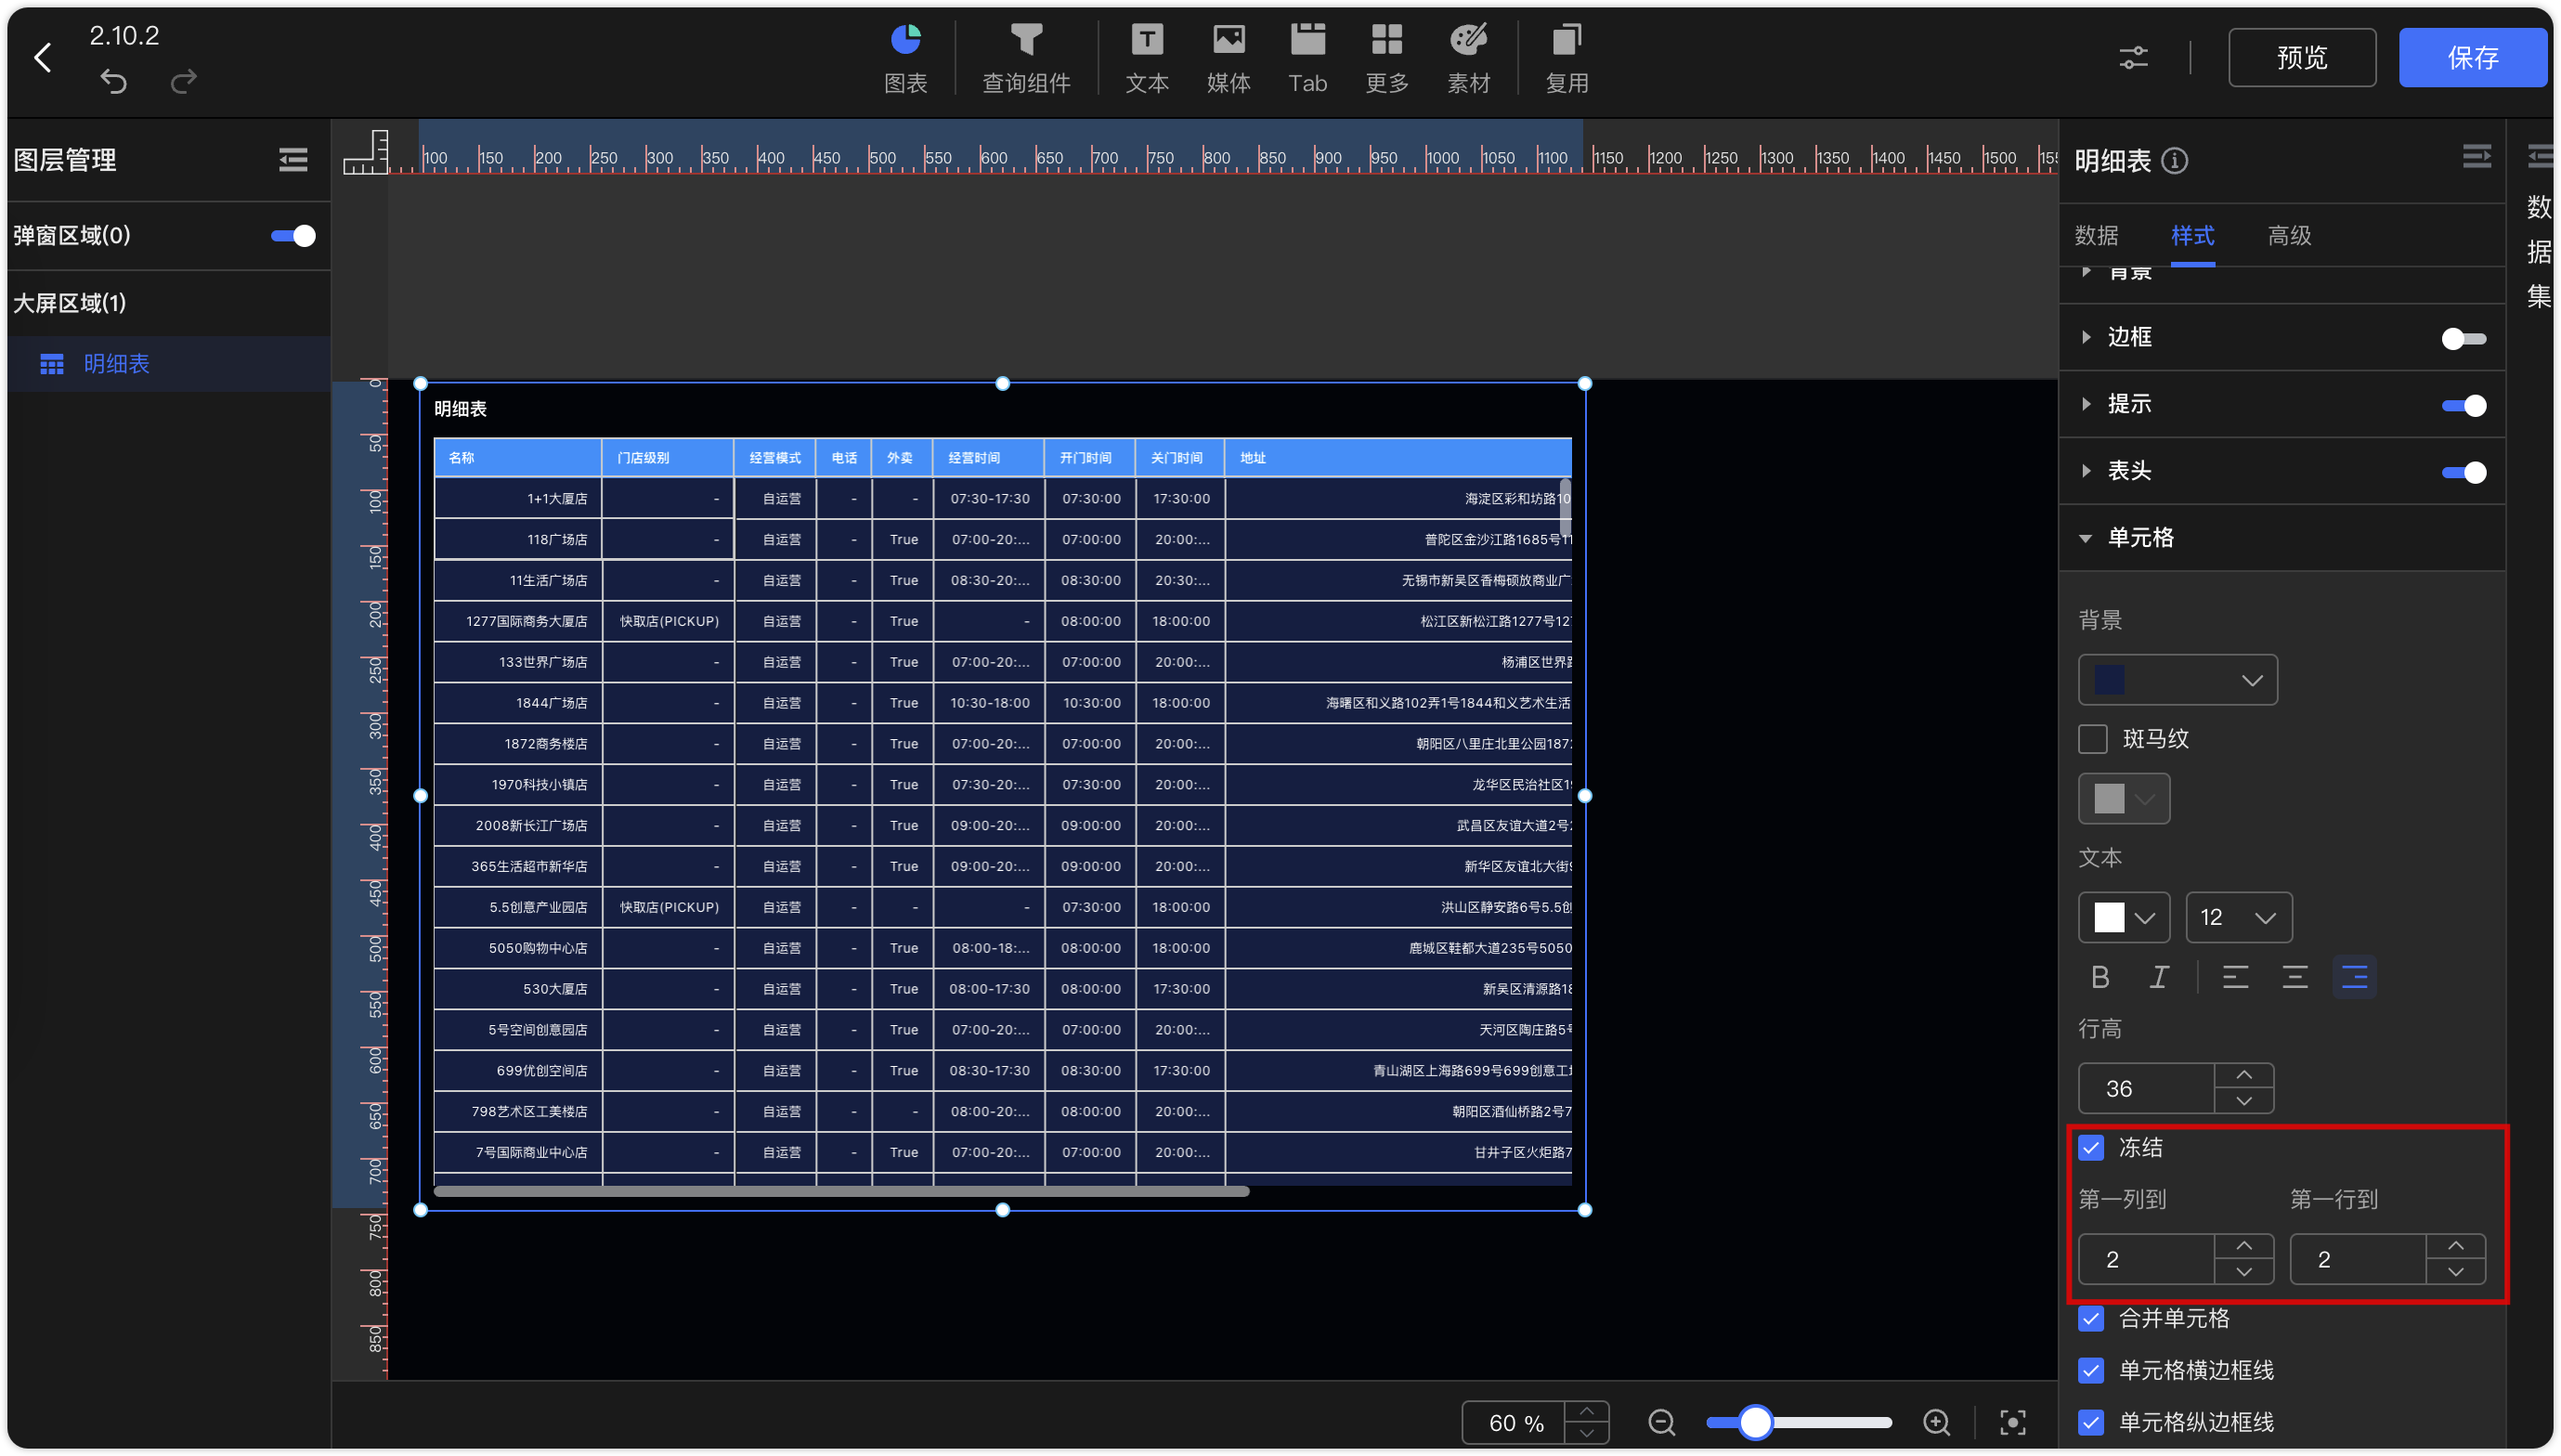 2.10.2
图表
查询组件
文本
媒体
Tab
更多
素材
复用
预览
保存
图层管理
弹窗区域(0)
大屏区域(1)
明细表
100 150 200 250 300 350 400 450 500 550 600 650 700 750 800 850 900 950 1000 1050 1100 1150 1200 1250 1300 1350 1400 1450 1500 155
0 50 100 150 200 250 300 350 400 450 500 550 600 650 700 750 800 850
明细表
名称 门店级别 经营模式 电话 外卖 经营时间 开门时间 关门时间 地址
1+1大厦店 - 自运营 - - 07:30-17:30 07:30:00 17:30:00 海淀区彩和坊路10
118广场店 - 自运营 - True 07:00-20:... 07:00:00 20:00:... 普陀区金沙江路1685号11
11生活广场店 - 自运营 - True 08:30-20:... 08:30:00 20:30:... 无锡市新吴区香梅硕放商业广
1277国际商务大厦店 快取店(PICKUP) 自运营 - True - 08:00:00 18:00:00 松江区新松江路1277号127
133世界广场店 - 自运营 - True 07:00-20:... 07:00:00 20:00:... 杨浦区世界路
1844广场店 - 自运营 - True 10:30-18:00 10:30:00 18:00:00 海曙区和义路102弄1号1844和义艺术生活
1872商务楼店 - 自运营 - True 07:00-20:... 07:00:00 20:00:... 朝阳区八里庄北里公园1872
1970科技小镇店 - 自运营 - True 07:30-20:... 07:30:00 20:00:... 龙华区民治社区19
2008新长江广场店 - 自运营 - True 09:00-20:... 09:00:00 20:00:... 武昌区友谊大道2号2
365生活超市新华店 - 自运营 - True 09:00-20:... 09:00:00 20:00:... 新华区友谊北大街9
5.5创意产业园店 快取店(PICKUP) 自运营 - - - 07:30:00 18:00:00 洪山区静安路6号5.5创
5050购物中心店 - 自运营 - True 08:00-18:... 08:00:00 18:00:00 鹿城区鞋都大道235号5050
530大厦店 - 自运营 - True 08:00-17:30 08:00:00 17:30:00 新吴区清源路18
5号空间创意园店 - 自运营 - True 07:00-20:... 07:00:00 20:00:... 天河区陶庄路5号
699优创空间店 - 自运营 - True 08:30-17:30 08:30:00 17:30:00 青山湖区上海路699号699创意工
798艺术区工美楼店 - 自运营 - - 08:00-20:... 08:00:00 20:00:... 朝阳区酒仙桥路2号7
7号国际商业中心店 - 自运营 - True 07:00-20:... 07:00:00 20:00:... 甘井子区火炬路7
60 %
明细表
数据 样式 高级
背景
边框
提示
表头
单元格
背景
斑马纹
文本
12
B I
行高
36
冻结
第一列到 第一行到
2 2
合并单元格
单元格横边框线
单元格纵边框线
数据集